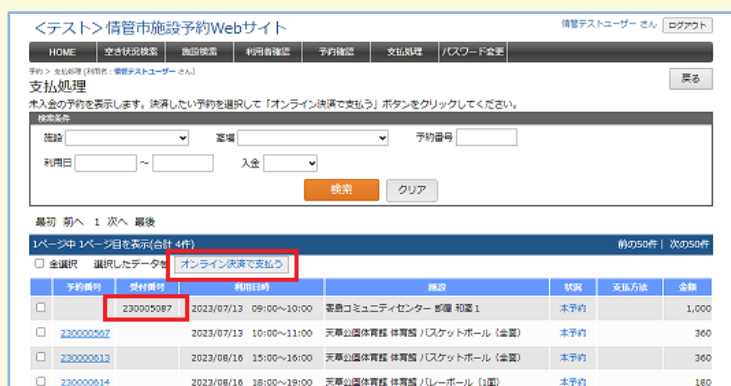 <テスト>情管市施設予約Webサイト
情管テストユーザー さん ログアウト
HOME 空き状況検索 施設検索 利用者確認 予約確認 支払処理 パスワード変更
予約 > 支払処理 [利用者：情管テストユーザー さん]
戻る
支払処理
未入金の予約を表示します。決済したい予約を選択して「オンライン決済で支払う」ボタンをクリックしてください。
検索条件
施設 室場 予約番号
利用日 ～ 入金
検索 クリア
最初 前へ 1 次へ 最後
1ページ中 1ページ目を表示(合計 4件) 前の50件 | 次の50件
全選択 選択したデータを オンライン決済で支払う
予約番号 受付番号 利用日時 施設 状況 支払方法 金額
230005087 2023/07/13 09:00～10:00 コミュニティセンター 部屋 和室1 本予約 1,000
230000567 2023/07/13 10:00～11:00 天草公園体育館 体育館 バスケットボール（全面） 本予約 360
230000613 2023/08/16 15:00～16:00 天草公園体育館 体育館 バスケットボール（全面） 本予約 360
230000614 2023/08/16 18:00～19:00 天草公園体育館 体育館 バレーボール（1面） 本予約 180